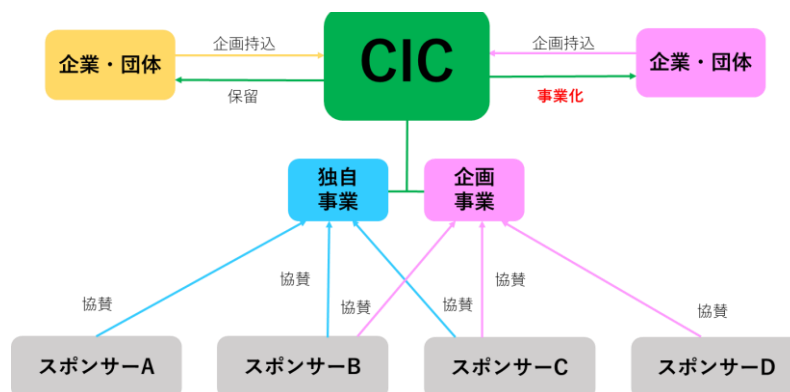 企画持込
CIC
企画持込
企業・団体
企業・団体
保留
事業化
独自
事業
企画
事業
協賛
協賛
協賛
協賛
協賛
スポンサーA
スポンサーB
スポンサーC
スポンサーD